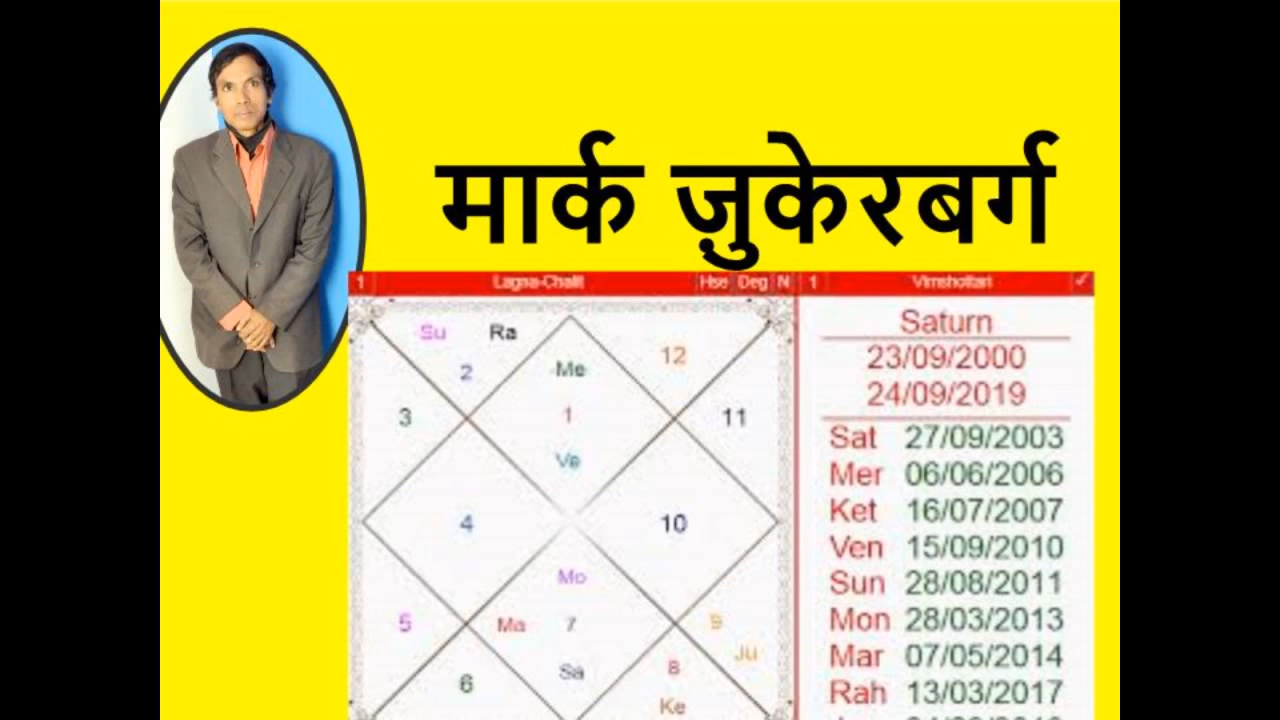 मार्क ज़ुकेरबर्ग
1 Lagna-Chalit Hse Deg N
Su Ra
Me
12
2
3
1
11
Ve
4
10
Mo
5
Ma 7
9
Ju
Sa
8
6
Ke
1 Vimshottari
Saturn
23/09/2000
24/09/2019
Sat 27/09/2003
Mer 06/06/2006
Ket 16/07/2007
Ven 15/09/2010
Sun 28/08/2011
Mon 28/03/2013
Mar 07/05/2014
Rah 13/03/2017